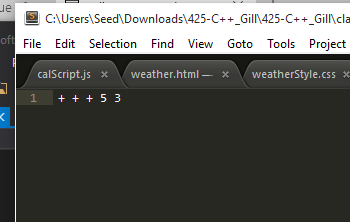 C:\Users\Seed\Downloads\425-C++_Gill\425-C++_Gill\cla
File Edit Selection Find View Goto Tools Project
calScript.js × weather.html — × weatherStyle.css ×
1 + + + 5 3